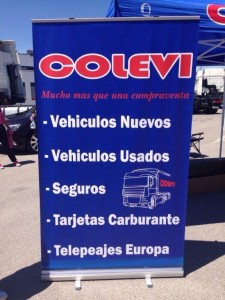 COLEVI
Mucho mas que una compraventa
- Vehiculos Nuevos
- Vehiculos Usados
- Seguros
- Tarjetas Carburante
- Telepeajes Europa